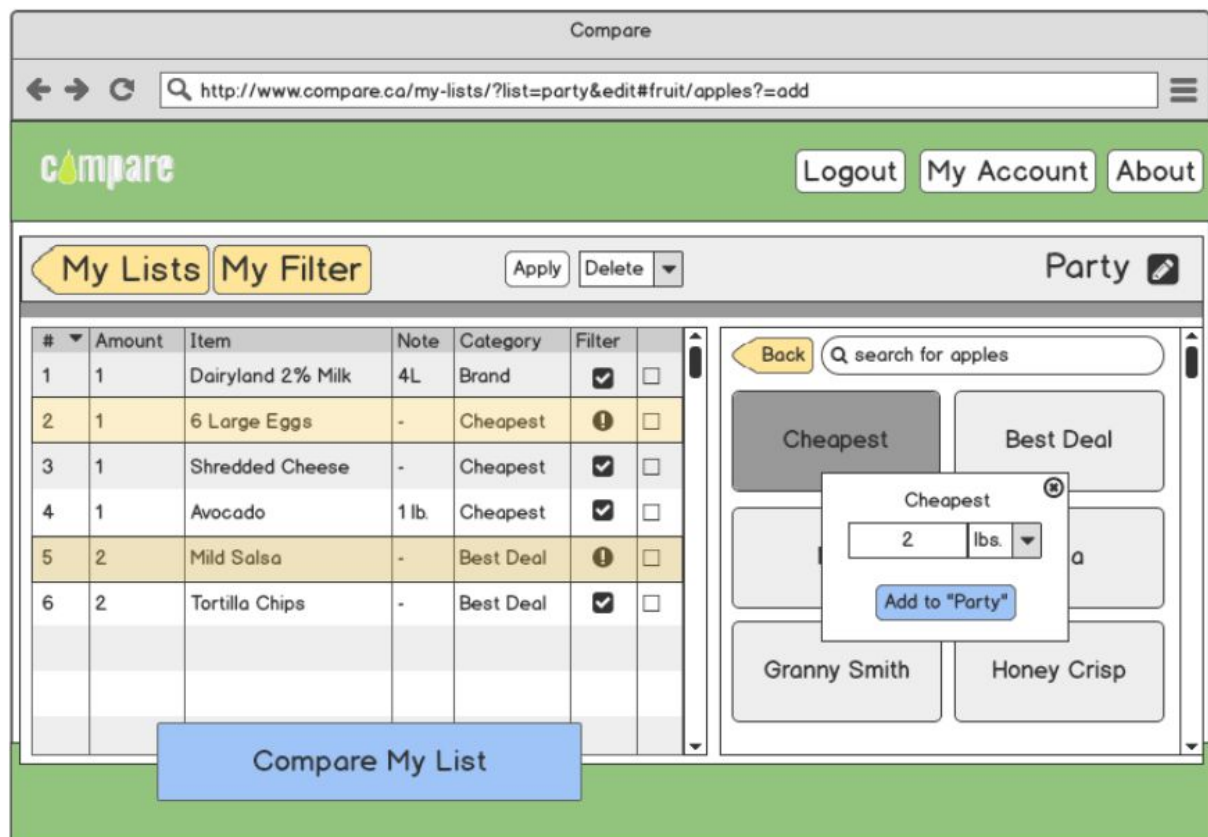 Compare
http://www.compare.ca/my-lists/?list=party&edit#fruit/apples?=add
compare
Logout My Account About
My Lists My Filter Apply Delete Party
# Amount Item Note Category Filter
1 1 Dairyland 2% Milk 4L Brand
2 1 6 Large Eggs - Cheapest
3 1 Shredded Cheese - Cheapest
4 1 Avocado 1 lb. Cheapest
5 2 Mild Salsa - Best Deal
6 2 Tortilla Chips - Best Deal
Back search for apples
Cheapest Best Deal
Cheapest
2 lbs.
a
Add to "Party"
Granny Smith Honey Crisp
Compare My List